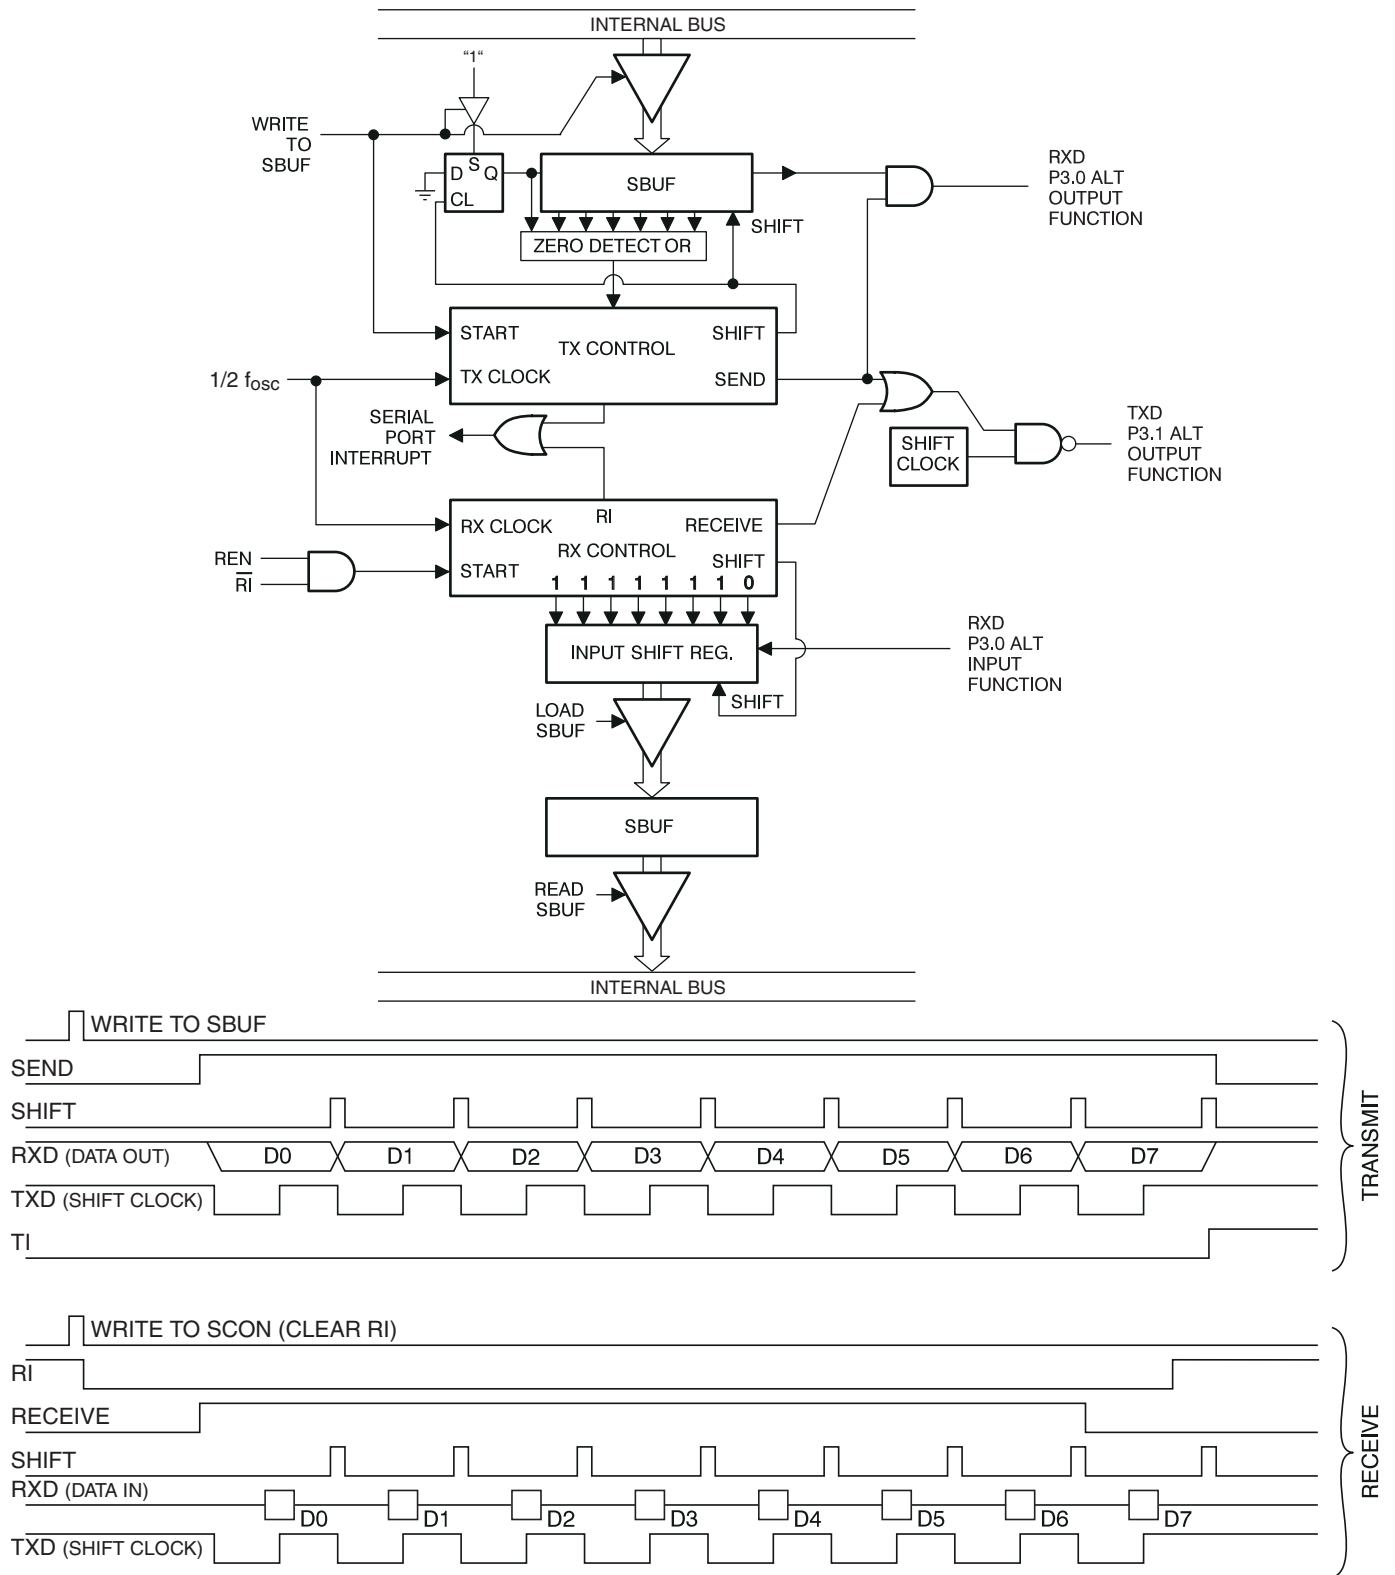 INTERNAL BUS
“1“
WRITE
TO
SBUF
D S Q
CL
SBUF
SHIFT
ZERO DETECT OR
RXD
P3.0 ALT
OUTPUT
FUNCTION
START
SHIFT
TX CONTROL
1/2 fosc
TX CLOCK
SEND
SERIAL
PORT
INTERRUPT
SHIFT
CLOCK
TXD
P3.1 ALT
OUTPUT
FUNCTION
RX CLOCK
RI
RECEIVE
RX CONTROL
SHIFT
REN
RI
START
1 1 1 1 1 1 1 0
INPUT SHIFT REG.
RXD
P3.0 ALT
INPUT
FUNCTION
LOAD
SBUF
SHIFT
SBUF
READ
SBUF
INTERNAL BUS
WRITE TO SBUF
SEND
SHIFT
RXD (DATA OUT) D0 D1 D2 D3 D4 D5 D6 D7
TXD (SHIFT CLOCK)
TI
TRANSMIT
WRITE TO SCON (CLEAR RI)
RI
RECEIVE
SHIFT
RXD (DATA IN) D0 D1 D2 D3 D4 D5 D6 D7
TXD (SHIFT CLOCK)
RECEIVE